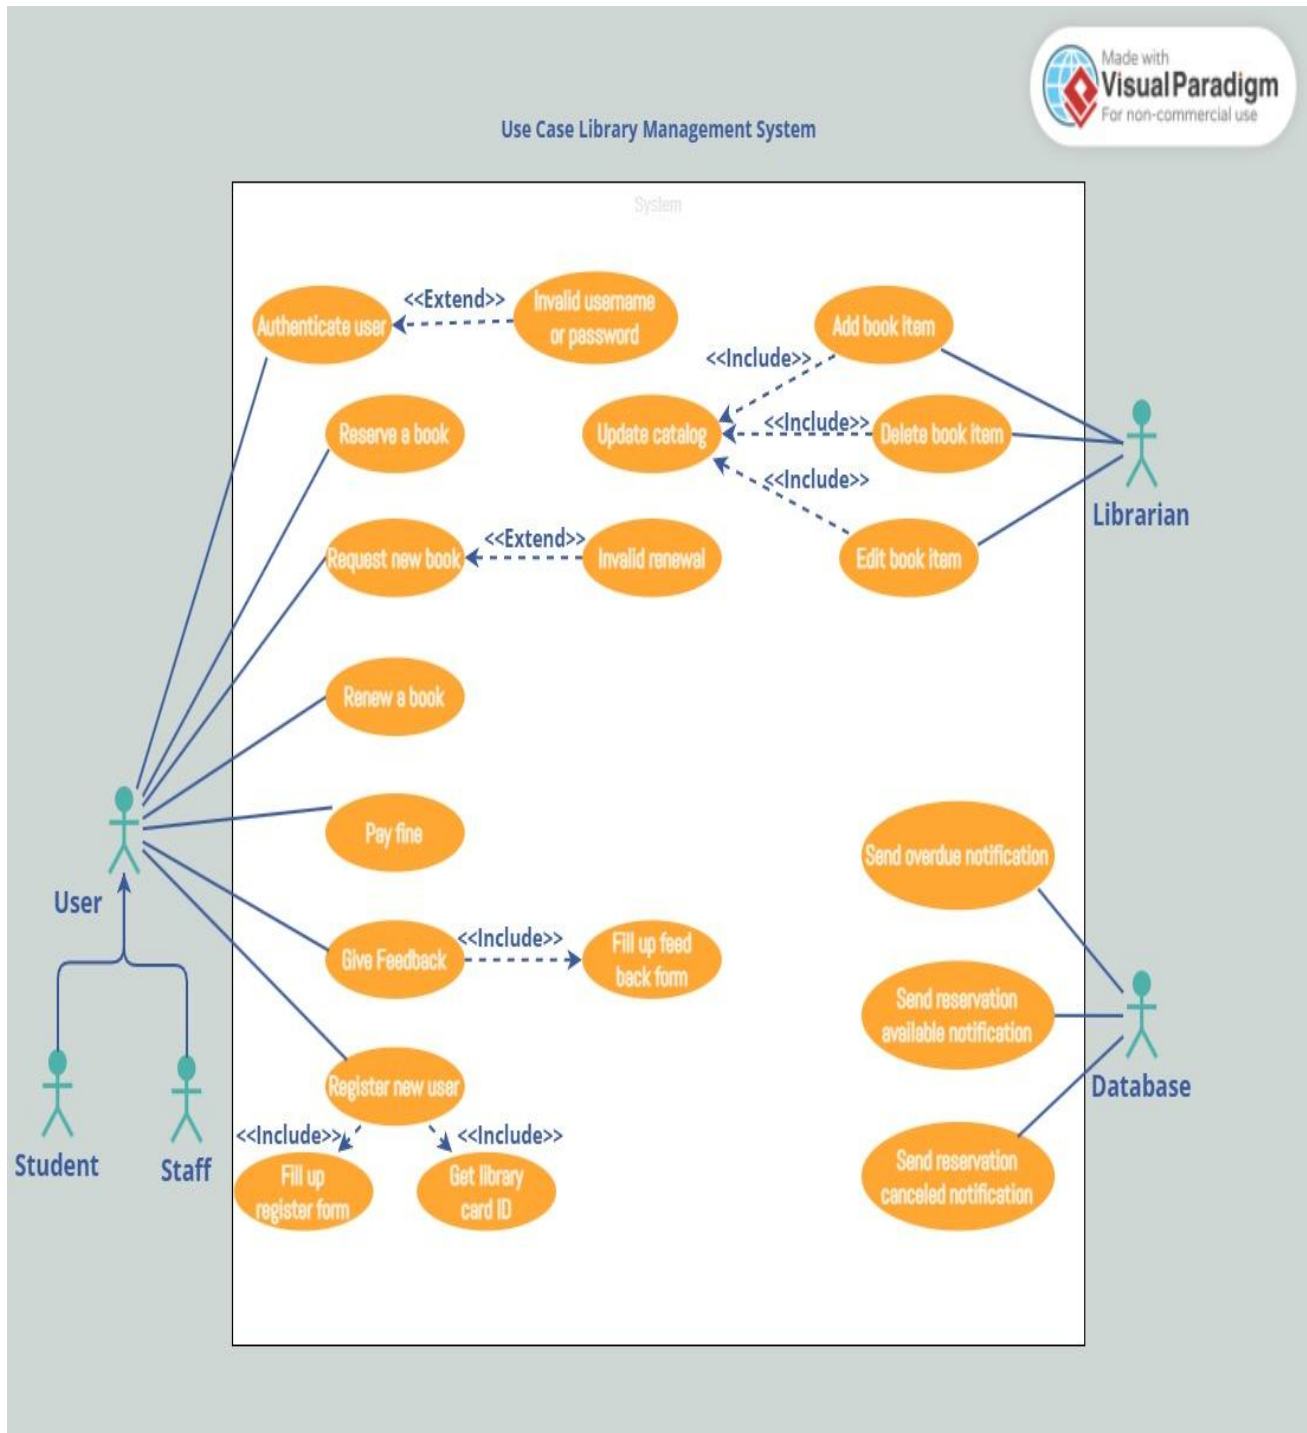 Made with
Visual Paradigm
For non-commercial use
Use Case Library Management System
System
<<Extend>>
Invalid username
or password
Authenticate user
Add book item
<<Include>>
Reserve a book
Update catalog
<<Include>>
Delete book item
<<Include>>
Librarian
Request new book
<<Extend>>
Invalid renewal
Edit book item
Renew a book
Pay fine
Send overdue notification
User
Give Feedback
<<Include>>
Fill up feed
back form
Send reservation
available notification
Database
Register new user
<<Include>>
<<Include>>
Student
Staff
Fill up
register form
Get library
card ID
Send reservation
canceled notification